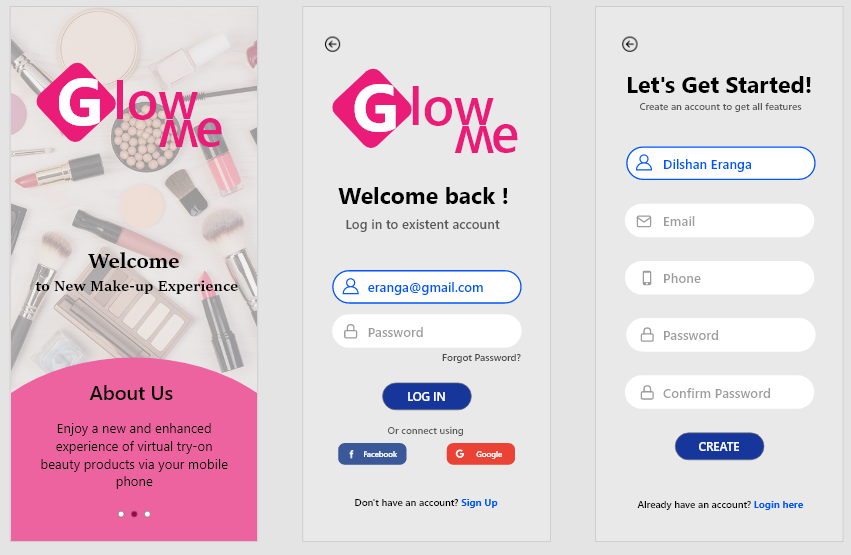 Glow
Me
Welcome
to New Make-up Experience
About Us
Enjoy a new and enhanced
experience of virtual try-on
beauty products via your mobile
phone
Glow
Me
Welcome back !
Log in to existent account
eranga@gmail.com
Password
Forgot Password?
LOG IN
Or connect using
f Facebook
G Google
Don't have an account? Sign Up
Let's Get Started!
Create an account to get all features
Dilshan Eranga
Email
Phone
Password
Confirm Password
CREATE
Already have an account? Login here